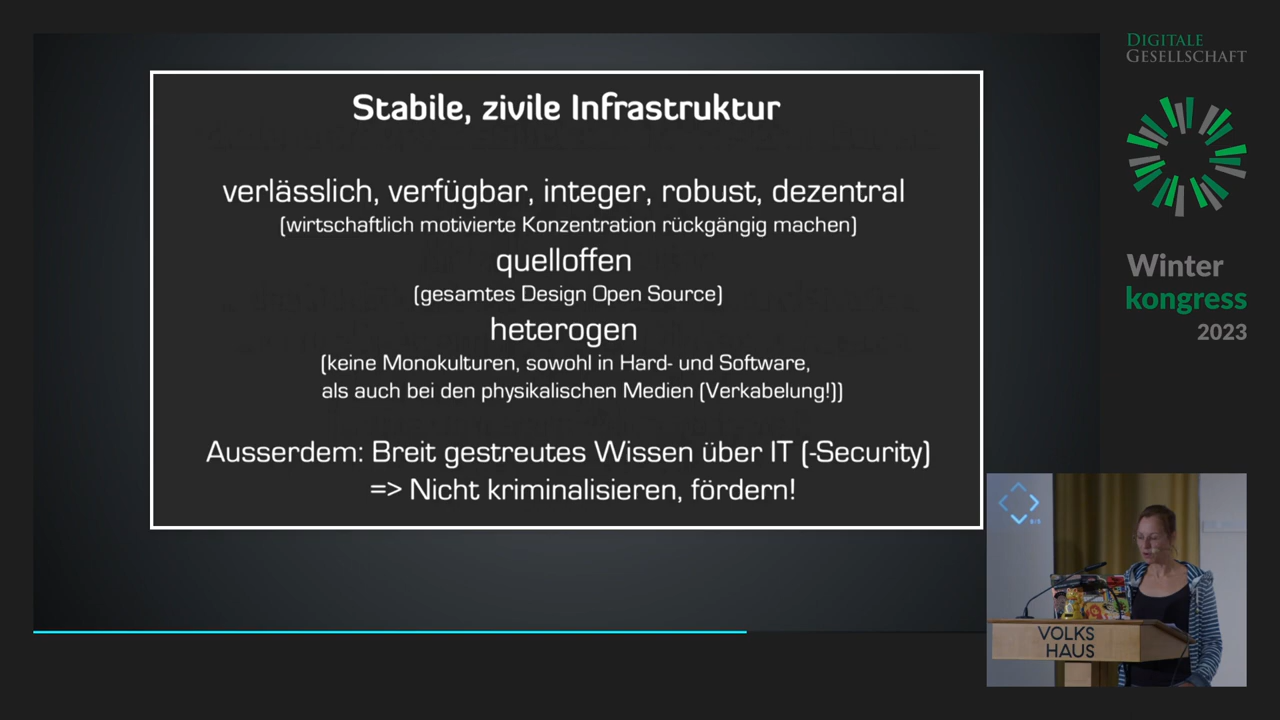 Stabile, zivile Infrastruktur
verlässlich, verfügbar, integer, robust, dezentral
(wirtschaftlich motivierte Konzentration rückgängig machen)
quelloffen
(gesamtes Design Open Source)
heterogen
(keine Monokulturen, sowohl in Hard- und Software,
als auch bei den physikalischen Medien (Verkabelung!))
Ausserdem: Breit gestreutes Wissen über IT (-Security)
=> Nicht kriminalisieren, fördern!
DIGITALE
GESELLSCHAFT
Winter
kongress
2023
VOLKS
HAUS